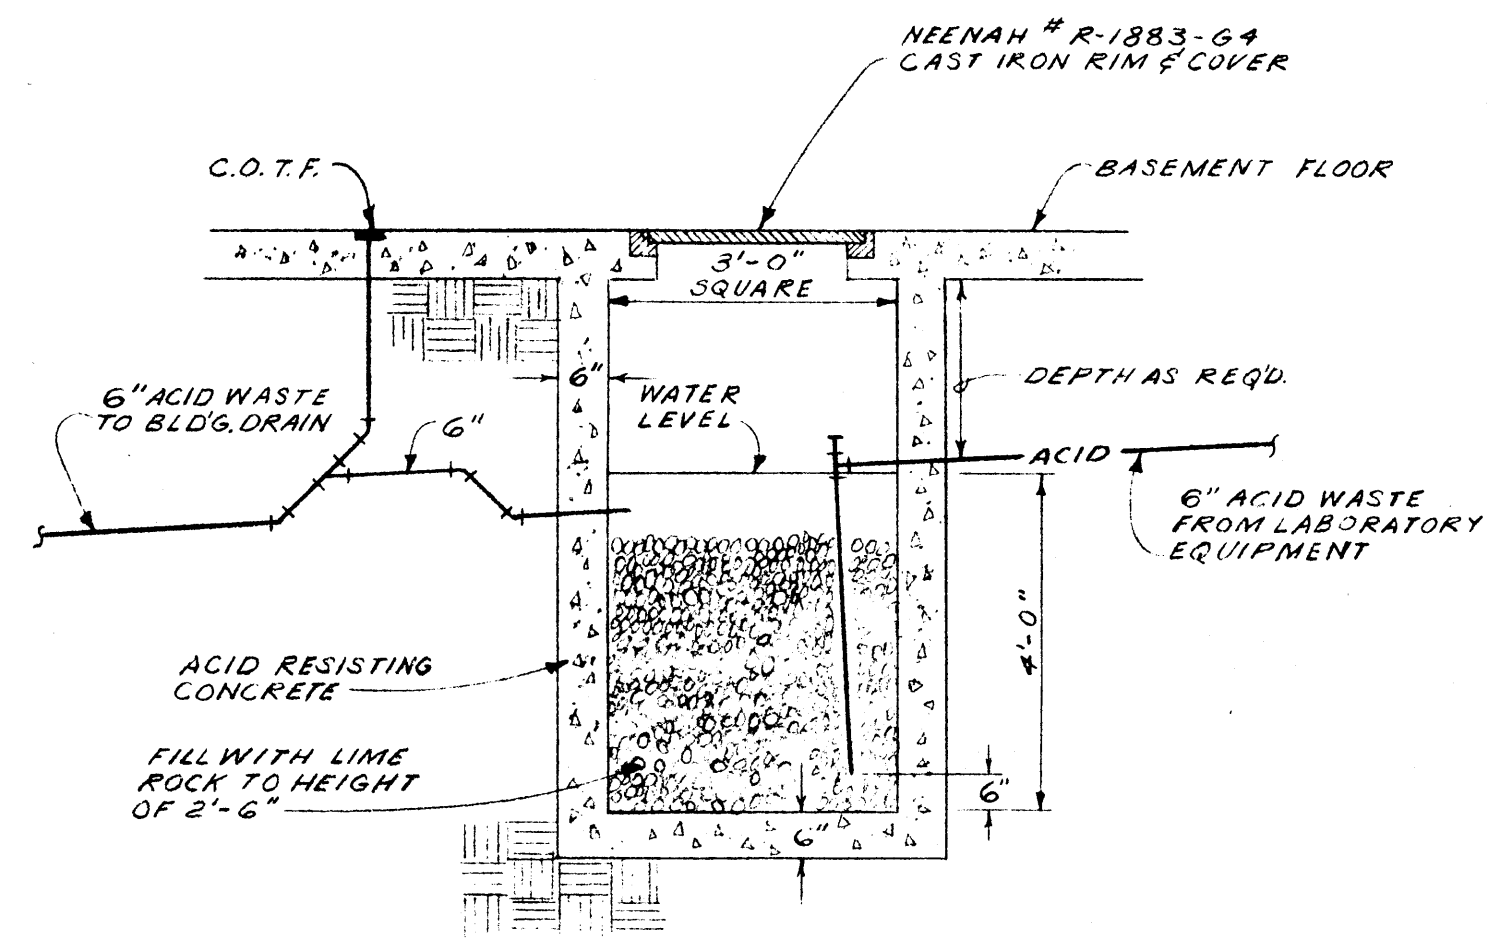 NEENAH # R-1883-G4
CAST IRON RIM & COVER
C.O.T.F.
BASEMENT FLOOR
3'-0"
SQUARE
6"
WATER
LEVEL
DEPTH AS REQ'D.
6" ACID WASTE
TO BLD'G. DRAIN
6"
ACID
6" ACID WASTE
FROM LABORATORY
EQUIPMENT
4'-0"
ACID RESISTING
CONCRETE
FILL WITH LIME
ROCK TO HEIGHT
OF 2'-6"
6"
6"